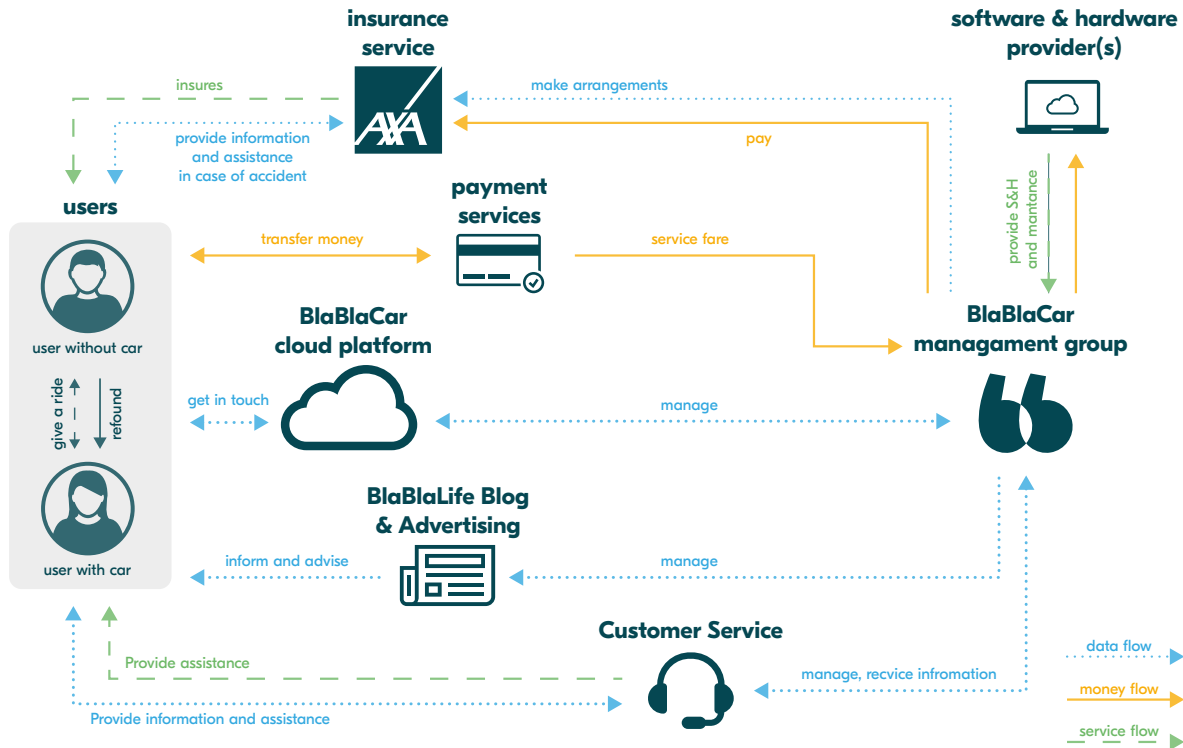 insurance
service
software & hardware
provider(s)
insures
make arrangements
AXA
provide information
and assistance
in case of accident
pay
provide S&H
and mantance
users
payment
services
transfer money
service fare
user without car
BlaBlaCar
cloud platform
BlaBlaCar
managament group
give a ride
refound
get in touch
manage
user with car
BlaBlaLife Blog
& Advertising
inform and advise
manage
Customer Service
Provide assistance
manage, recvice infromation
Provide information and assistance
data flow
money flow
service flow